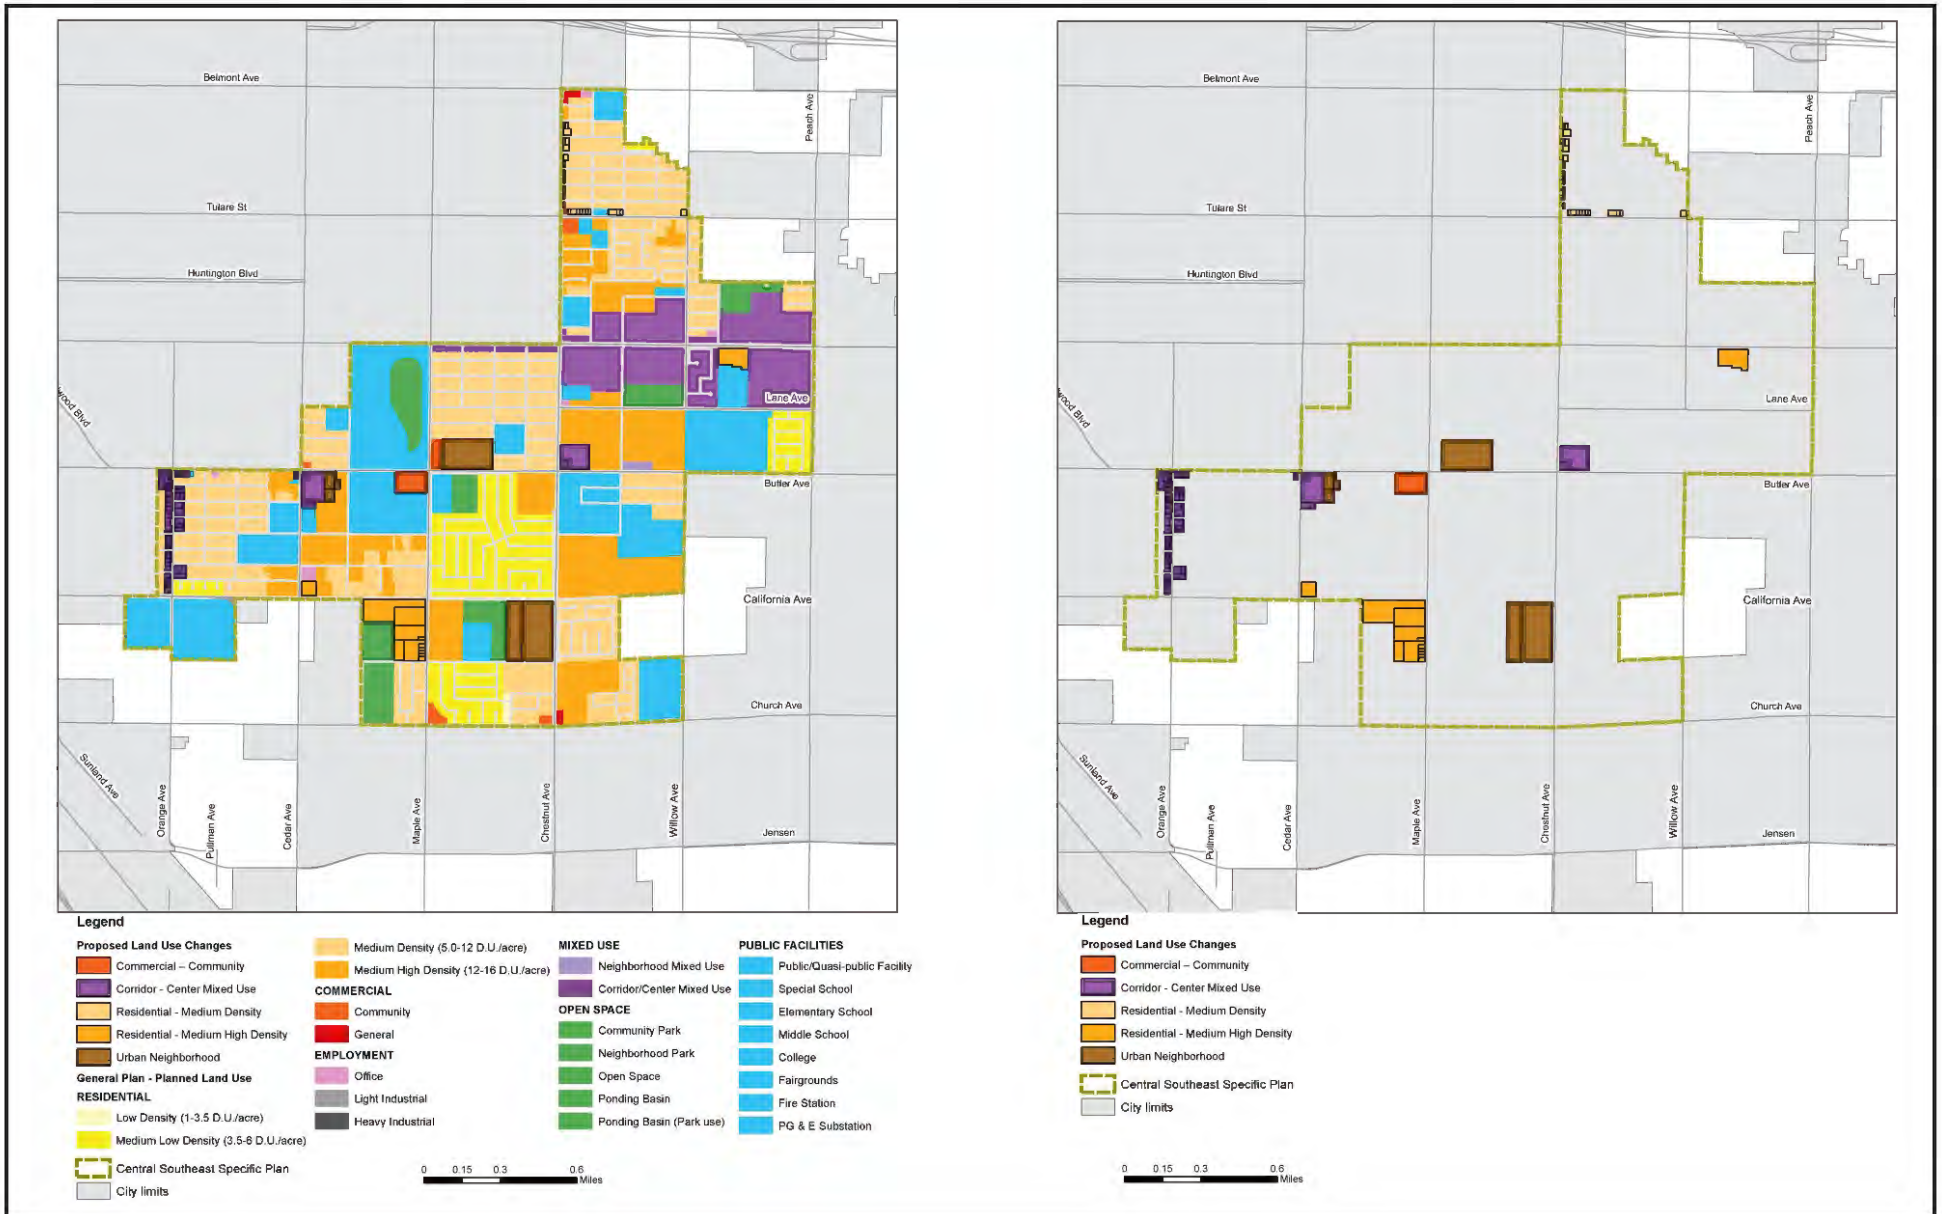 Belmont Ave
Peach Ave
Tulare St
Huntington Blvd
wood Blvd
Lane Ave
Butler Ave
California Ave
Church Ave
Sunland Ave
Orange Ave
Pullman Ave
Cedar Ave
Maple Ave
Chestnut Ave
Willow Ave
Jensen
Legend
Proposed Land Use Changes
Commercial – Community
Corridor - Center Mixed Use
Residential - Medium Density
Residential - Medium High Density
Urban Neighborhood
General Plan - Planned Land Use
RESIDENTIAL
Low Density (1-3.5 D.U./acre)
Medium Low Density (3.5-6 D.U./acre)
Central Southeast Specific Plan
City limits
Medium Density (5.0-12 D.U./acre)
Medium High Density (12-16 D.U./acre)
COMMERCIAL
Community
General
EMPLOYMENT
Office
Light Industrial
Heavy Industrial
MIXED USE
Neighborhood Mixed Use
Corridor/Center Mixed Use
OPEN SPACE
Community Park
Neighborhood Park
Open Space
Ponding Basin
Ponding Basin (Park use)
PUBLIC FACILITIES
Public/Quasi-public Facility
Special School
Elementary School
Middle School
College
Fairgrounds
Fire Station
PG & E Substation
0 0.15 0.3 0.6
Miles
Belmont Ave
Peach Ave
Tulare St
Huntington Blvd
wood Blvd
Lane Ave
Butler Ave
California Ave
Church Ave
Sunland Ave
Orange Ave
Pullman Ave
Cedar Ave
Maple Ave
Chestnut Ave
Willow Ave
Jensen
Legend
Proposed Land Use Changes
Commercial – Community
Corridor - Center Mixed Use
Residential - Medium Density
Residential - Medium High Density
Urban Neighborhood
Central Southeast Specific Plan
City limits
0 0.15 0.3 0.6
Miles